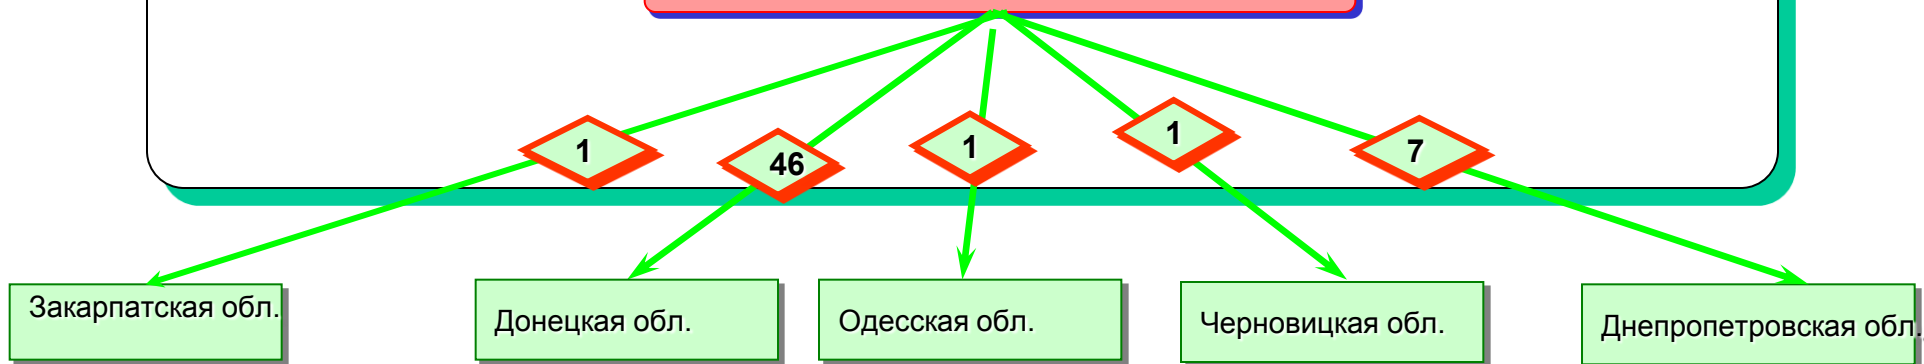 1
46
1
1
7
Закарпатская обл.
Донецкая обл.
Одесская обл.
Черновицкая обл.
Днепропетровская обл.